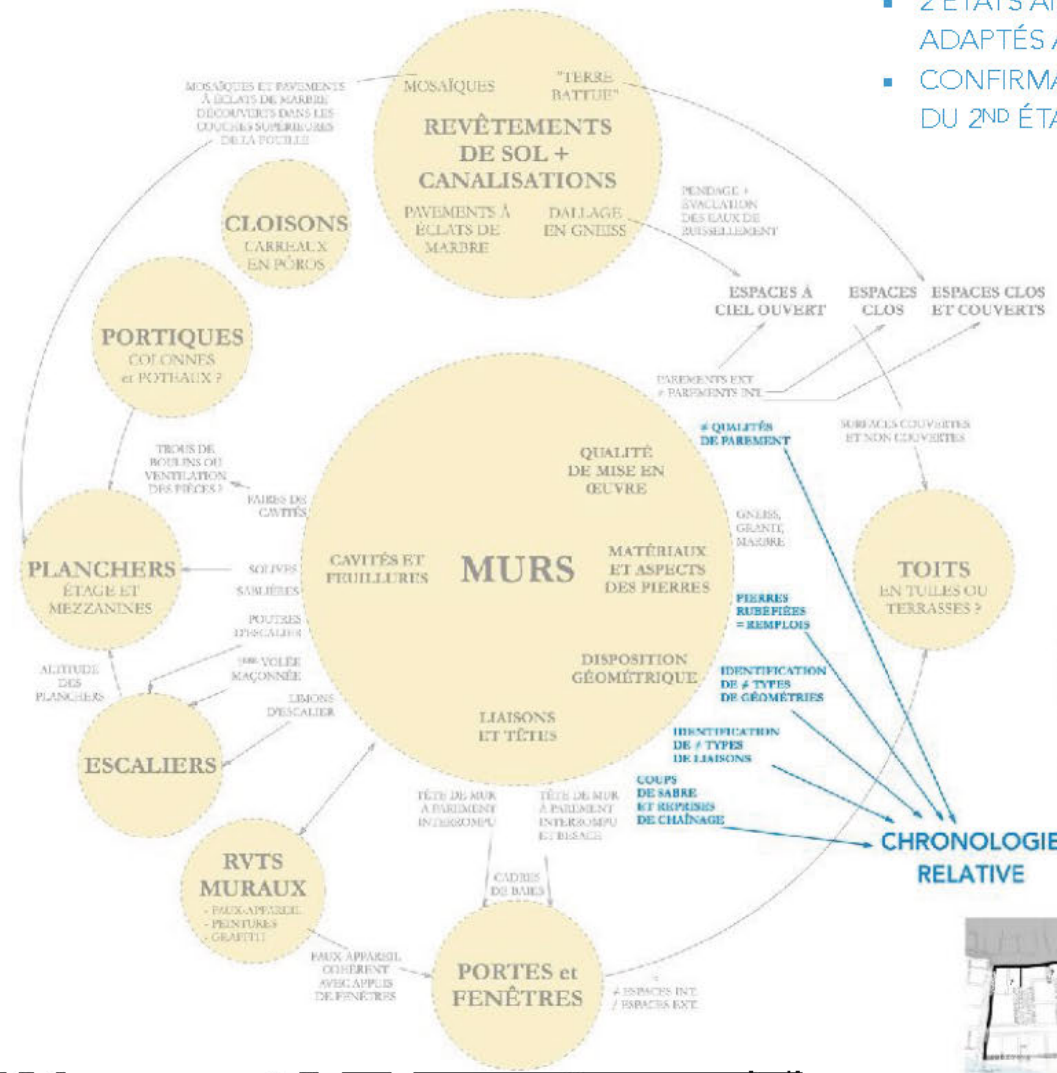 2 ÉTATS
ADAPTÉS
DU 2ND
MOSAÏQUES ET PAVEMENTS
À ÉCLATS DE MARBRE
DÉCOUVERTS DANS LES
COUCHES SUPÉRIEURES
DE LA FOUILLE
MOSAÏQUES
"TERRE
BATTUE"
REVÊTEMENTS
DE SOL +
CANALISATIONS
PAVEMENTS À
ÉCLATS DE
MARBRE
DALLAGE
EN GNEISS
PENDAGE +
ÉVACUATION
DES EAUX DE
RUISSELLEMENT
CLOISONS
CARREAUX
EN PÔROS
ESPACES À
CIEL OUVERT
ESPACES
CLOS
ESPACES CLOS
ET COUVERTS
PORTIQUES
COLONNES
et POTEAUX ?
PAREMENTS EXT.
≠ PAREMENTS INT.
≠ QUALITÉS
DE PAREMENT
SURFACES COUVERTES
ET NON COUVERTES
TROUS DE
BOULINS OU
VENTILATION
DES PIÈCES ?
PAIRES DE
CAVITÉS
QUALITÉ
DE MISE EN
ŒUVRE
GNEISS,
GRANITE,
MARBRE
PLANCHERS
ÉTAGE ET
MEZZANINES
SOLIVES
SABLIÈRES
CAVITÉS ET
FEUILLURES
MURS
MATÉRIAUX
ET ASPECTS
DES PIERRES
TOITS
EN TUILES OU
TERRASSES ?
PIERRES
RUBÉFIÉES
= REMPLOIS
POUTRES
D'ESCALIER
VOLÉE
MAÇONNÉE
LIMONS
D'ESCALIER
ALTITUDE
DES
PLANCHERS
DISPOSITION
GÉOMÉTRIQUE
IDENTIFICATION
DE ≠ TYPES
DE GÉOMÉTRIES
LIAISONS
ET TÊTES
IDENTIFICATION
DE ≠ TYPES
DE LIAISONS
ESCALIERS
COUPS
DE SABRE
ET REPRISES
DE CHAÎNAGE
TÊTE DE MUR
À PAREMENT
INTERROMPU
TÊTE DE MUR
À PAREMENT
INTERROMPU
ET BESACE
CHRONOLOGIE
RELATIVE
RVTS
MURAUX
- FAUX-APPAREIL
- PEINTURES
- GRAFFITI
CADRES
DE BAIES
FAUX APPAREIL
COHÉRENT
AVEC APPUIS
DE FENÊTRES
PORTES et
FENÊTRES
≠ ESPACES INT.
/ ESPACES EXT.